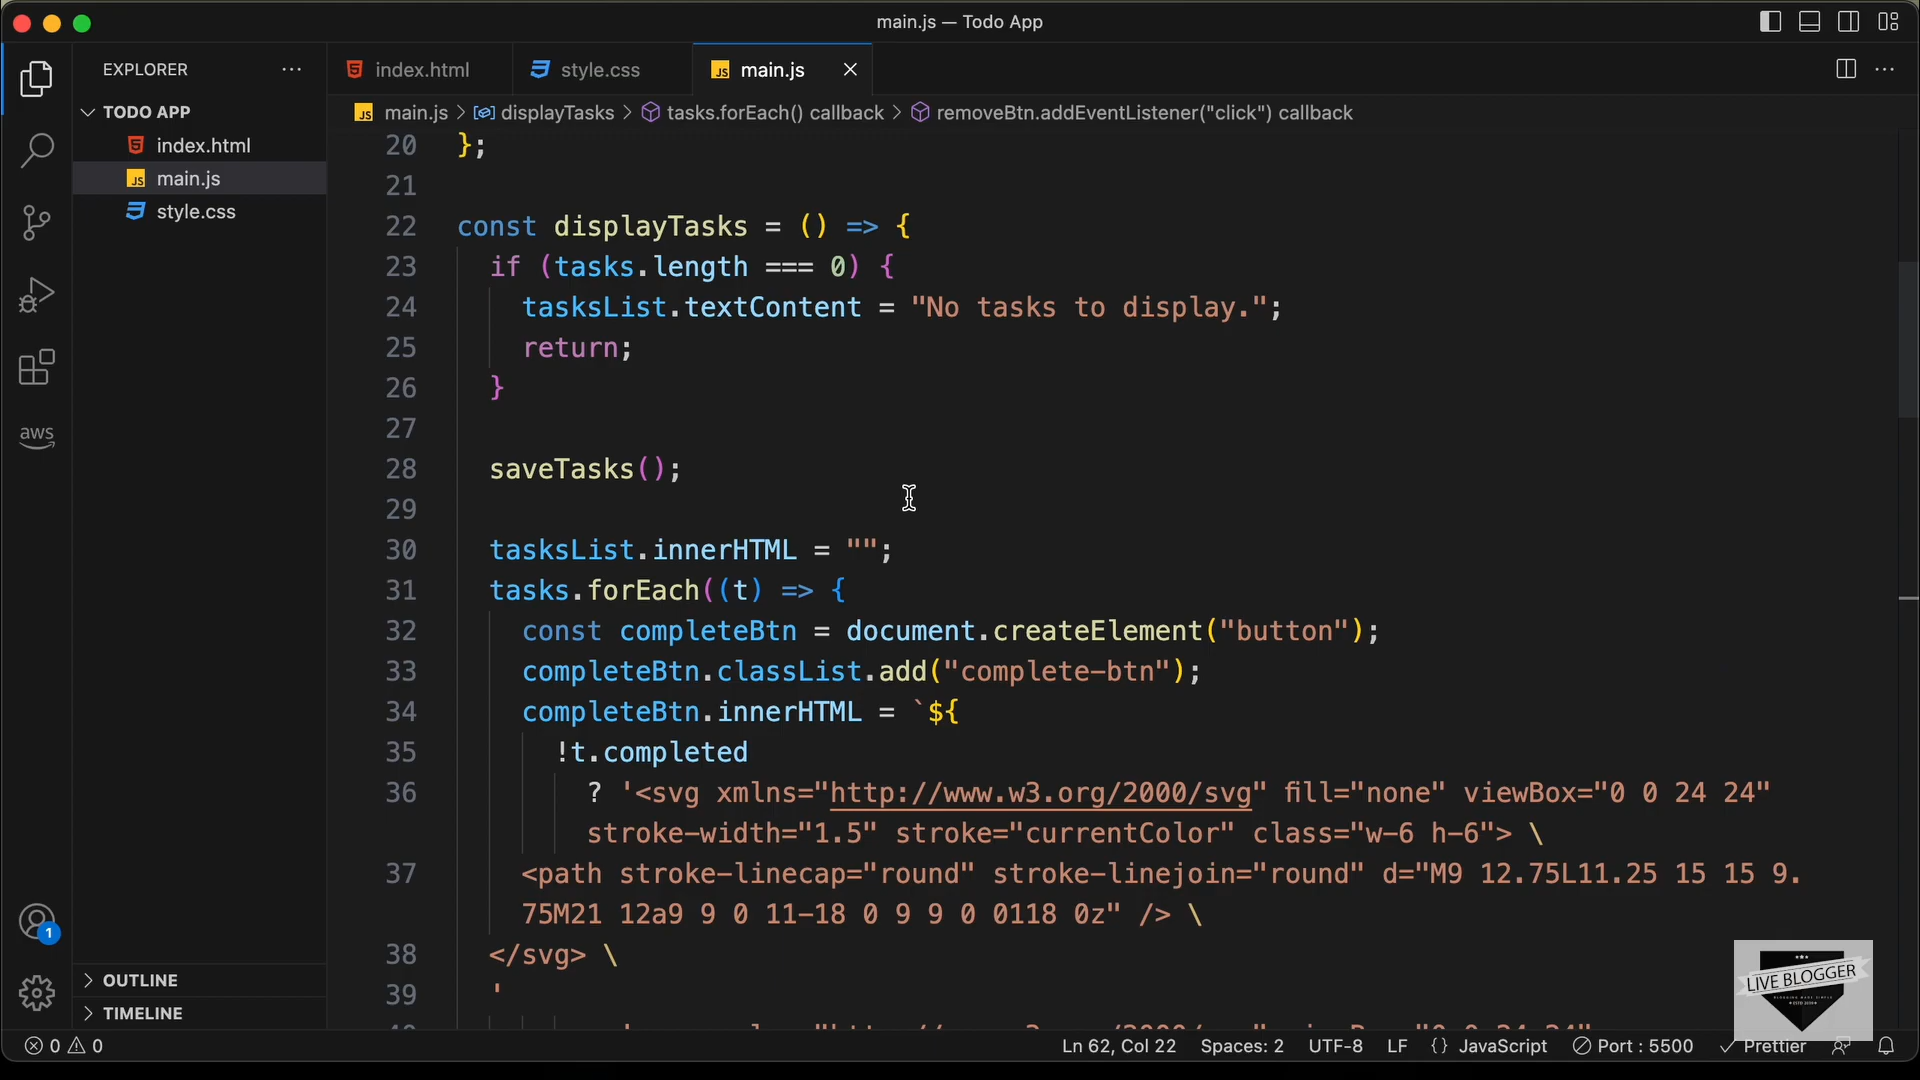 main.js — Todo App
EXPLORER
index.html
style.css
main.js
TODO APP
index.html
main.js
style.css
main.js > displayTasks > tasks.forEach() callback > removeBtn.addEventListener("click") callback
20 };
21
22 const displayTasks = () => {
23 if (tasks.length === 0) {
24 tasksList.textContent = "No tasks to display.";
25 return;
26 }
27
28 saveTasks();
29
30 tasksList.innerHTML = "";
31 tasks.forEach((t) => {
32 const completeBtn = document.createElement("button");
33 completeBtn.classList.add("complete-btn");
34 completeBtn.innerHTML = `${
35 !t.completed
36 ? '<svg xmlns="http://www.w3.org/2000/svg" fill="none" viewBox="0 0 24 24"
stroke-width="1.5" stroke="currentColor" class="w-6 h-6"> \
37 <path stroke-linecap="round" stroke-linejoin="round" d="M9 12.75L11.25 15 15 9.
75M21 12a9 9 0 11-18 0 9 9 0 0118 0z" /> \
38 </svg> \
39 '
aws
1
OUTLINE
TIMELINE
LIVE BLOGGER
0 0
Ln 62, Col 22
Spaces: 2
UTF-8
LF
{} JavaScript
Port : 5500
Prettier